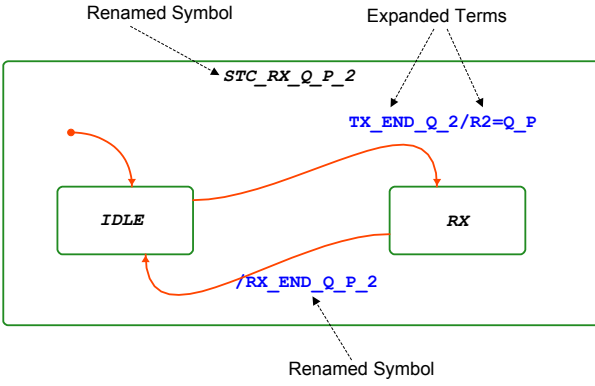 Renamed Symbol
Expanded Terms
STC_RX_Q_P_2
TX_END_Q_2/R2=Q_P
IDLE
RX
/RX_END_Q_P_2
Renamed Symbol